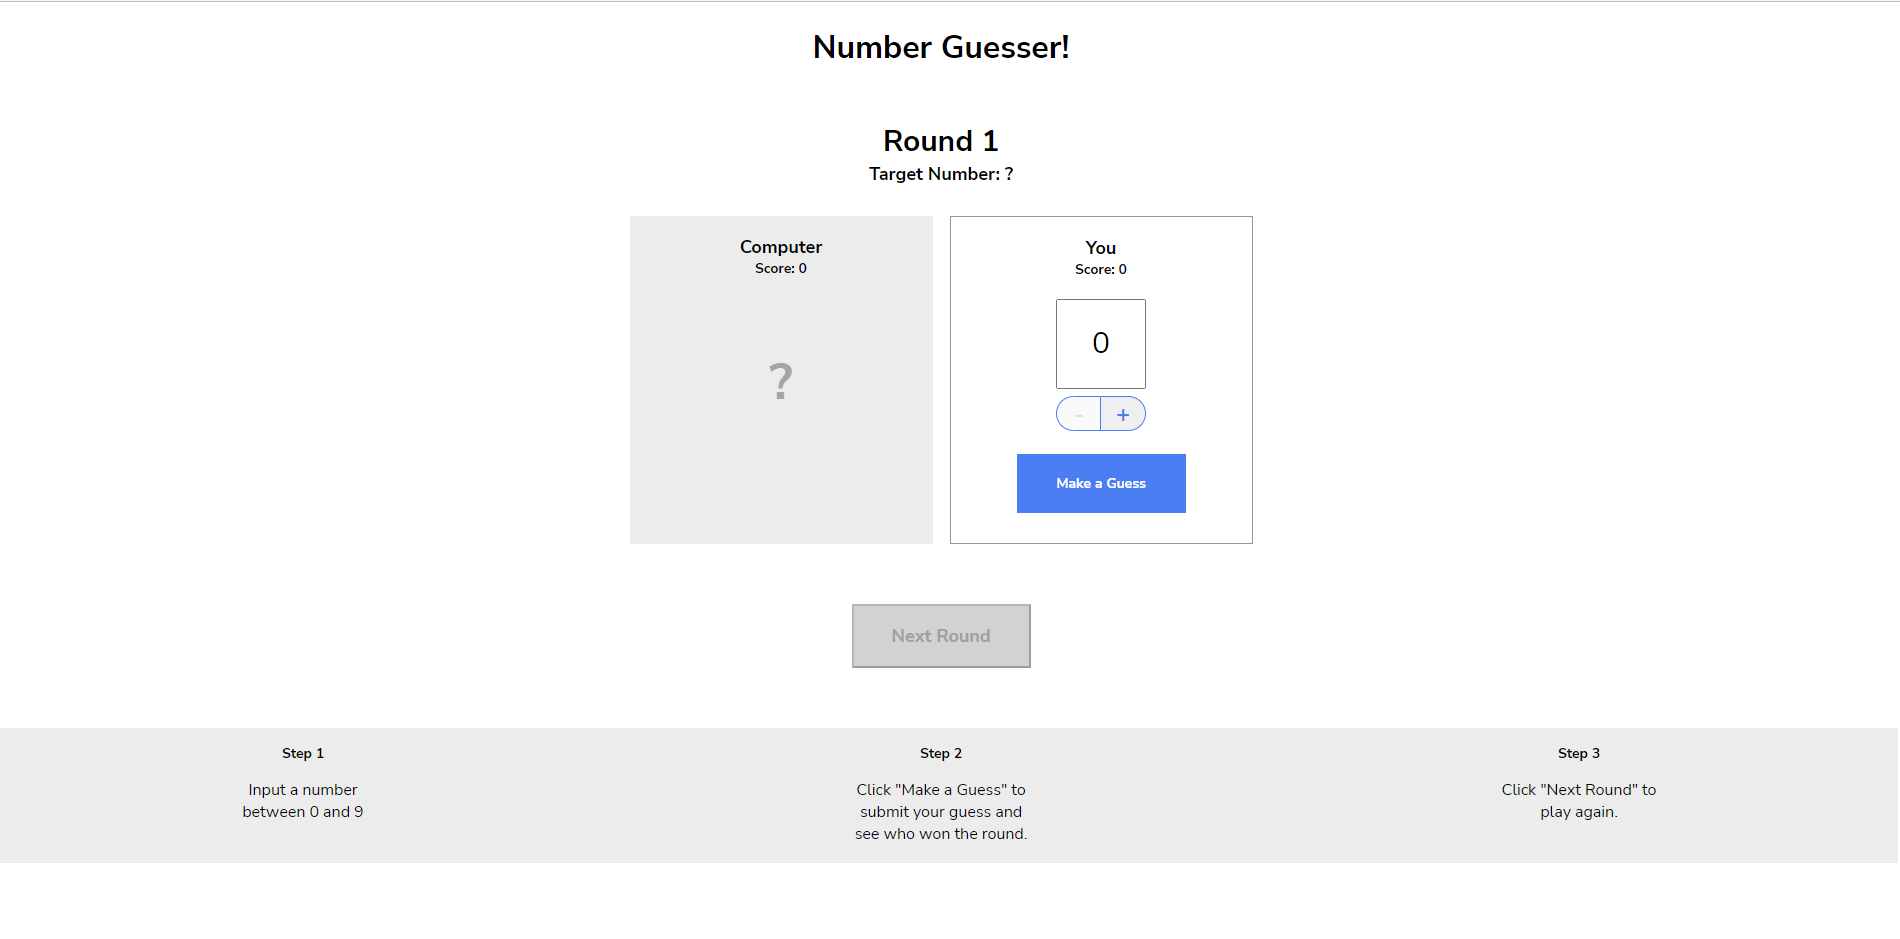 Number Guesser!
Round 1
Target Number: ?
Computer
Score: 0
?
You
Score: 0
0
- +
Make a Guess
Next Round
Step 1
Input a number
between 0 and 9
Step 2
Click "Make a Guess" to
submit your guess and
see who won the round.
Step 3
Click "Next Round" to
play again.